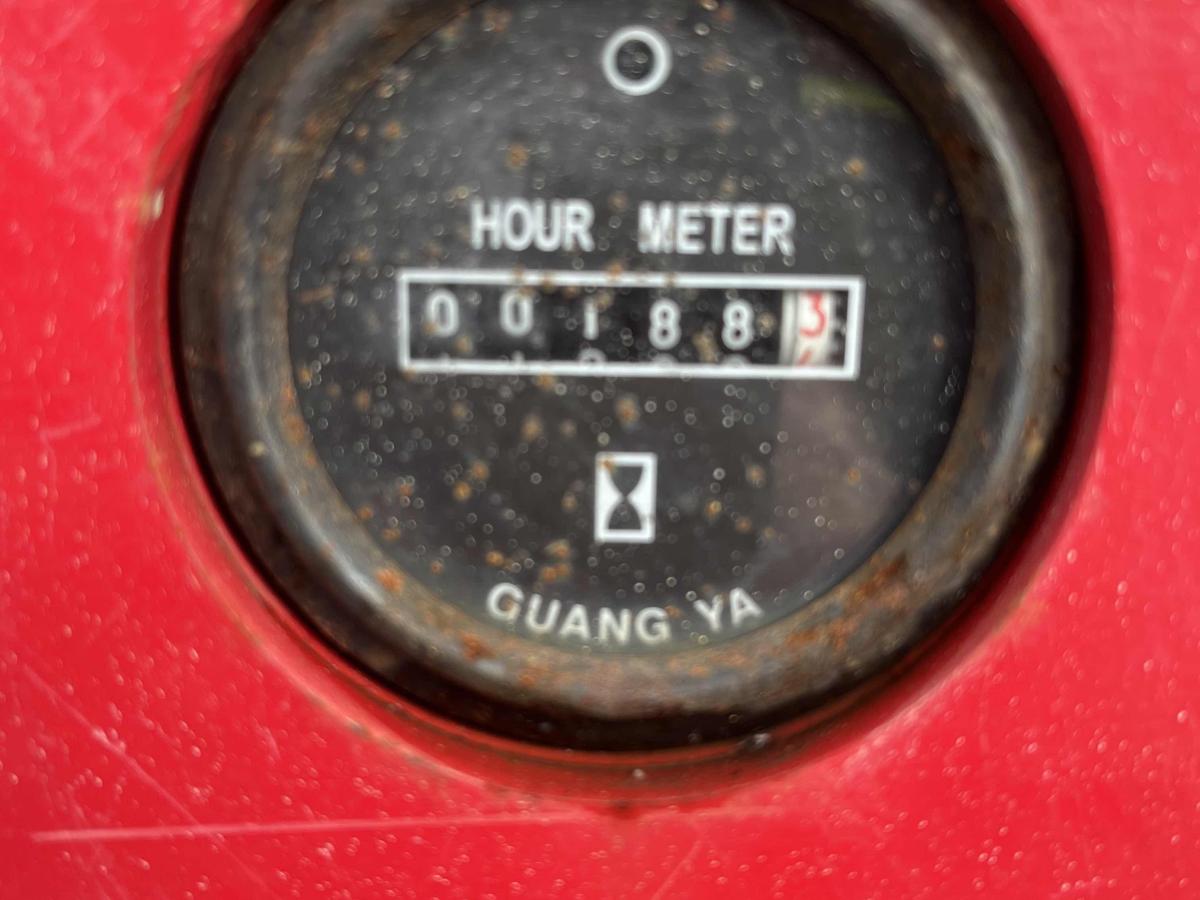 HOUR METER
001883
GUANG YA